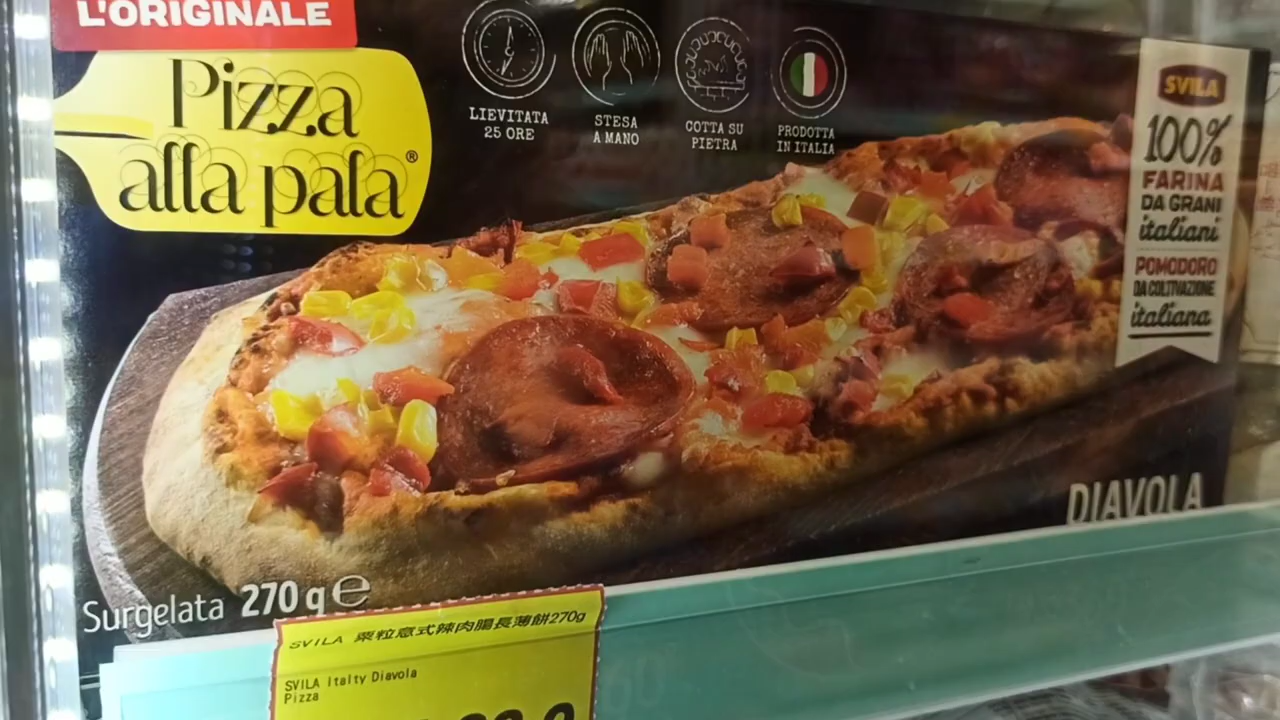 L'ORIGINALE
Pizza
alla pala®
LIEVITATA
25 ORE
STESA
A MANO
COTTA SU
PIETRA
PRODOTTA
IN ITALIA
SVILA
100%
FARINA
DA GRANI
italiani
POMODORO
DA COLTIVAZIONE
italiana
DIAVOLA
Surgelata 270 g e
SVILA 粟粒意式辣肉腸長薄餅270g
SVILA Italty Diavola
Pizza